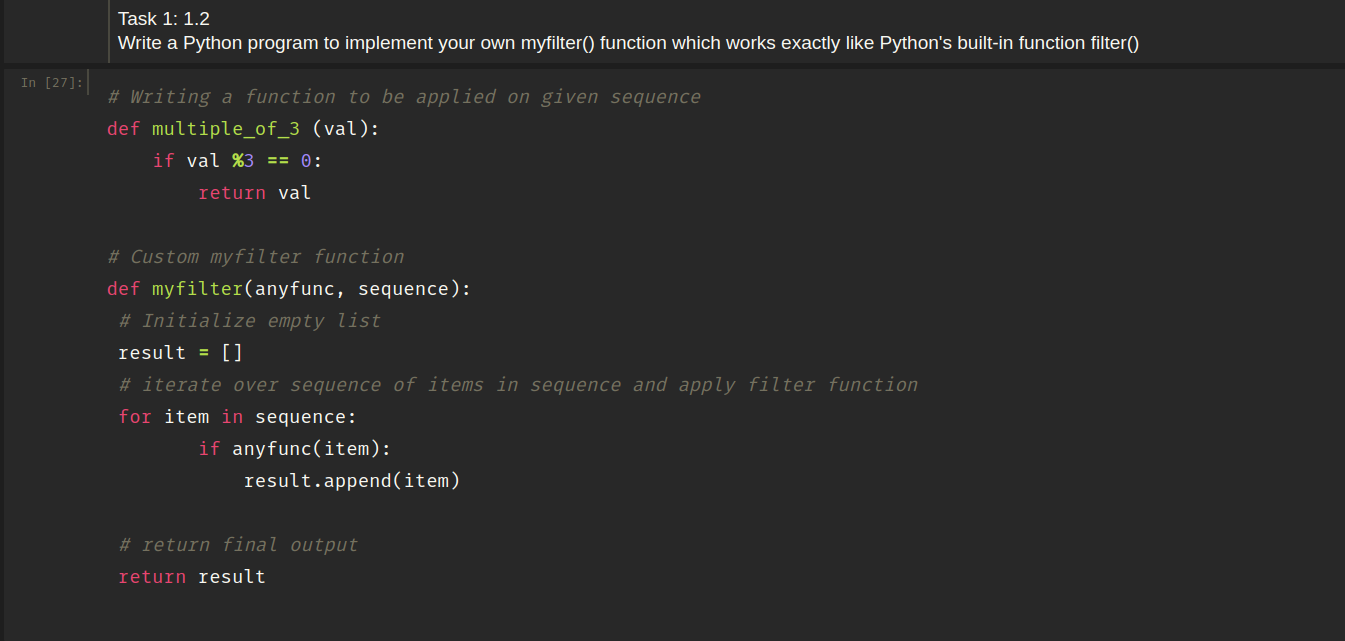 Task 1: 1.2
Write a Python program to implement your own myfilter() function which works exactly like Python's built-in function filter()
In [27]:
# Writing a function to be applied on given sequence
def multiple_of_3 (val):
    if val %3 == 0:
        return val
# Custom myfilter function
def myfilter(anyfunc, sequence):
 # Initialize empty list
 result = []
 # iterate over sequence of items in sequence and apply filter function
 for item in sequence:
        if anyfunc(item):
            result.append(item)
 # return final output
 return result